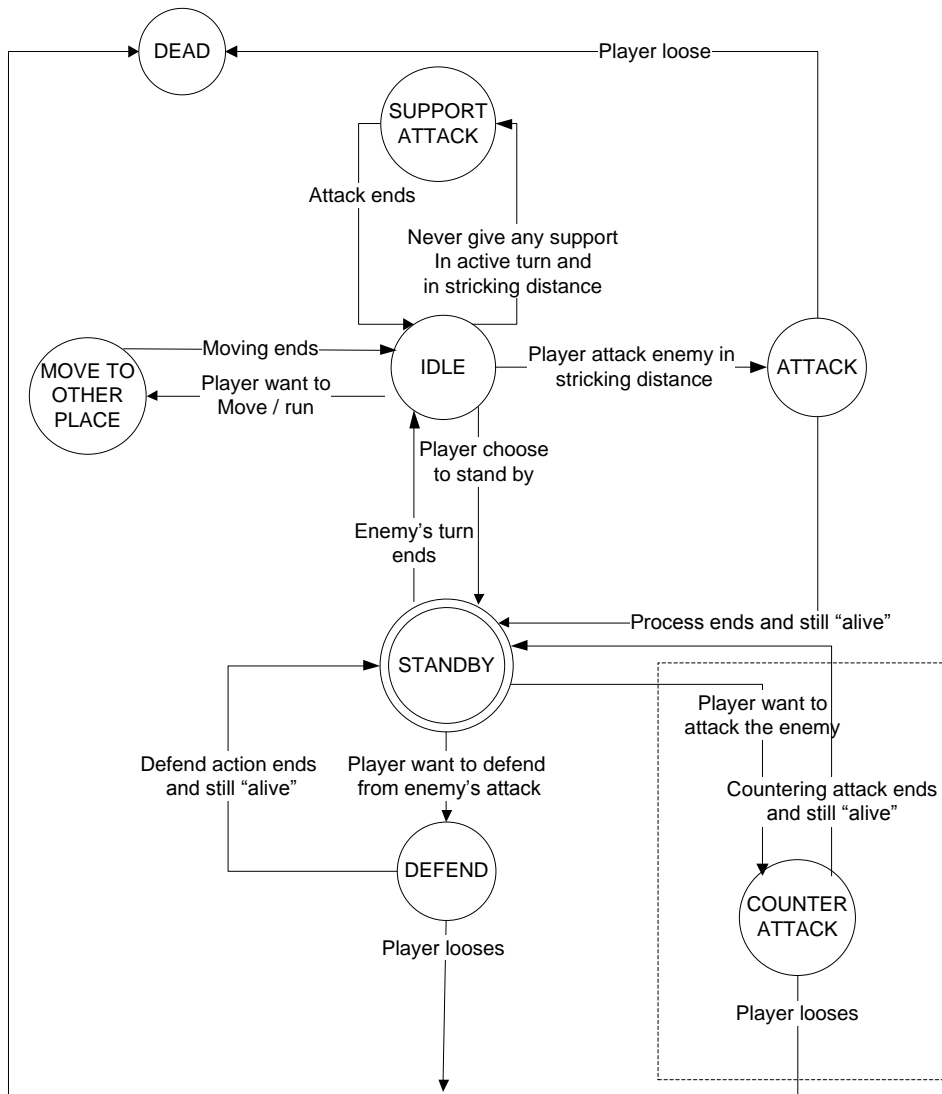 DEAD
Player loose
SUPPORT
ATTACK
Attack ends
Never give any support
In active turn and
in stricking distance
Moving ends
MOVE TO
OTHER
PLACE
Player want to
Move / run
IDLE
Player attack enemy in
stricking distance
ATTACK
Player choose
to stand by
Enemy's turn
ends
Process ends and still “alive”
STANDBY
Player want to
attack the enemy
Defend action ends
and still “alive”
Player want to defend
from enemy's attack
Countering attack ends
and still “alive”
DEFEND
COUNTER
ATTACK
Player looses
Player looses